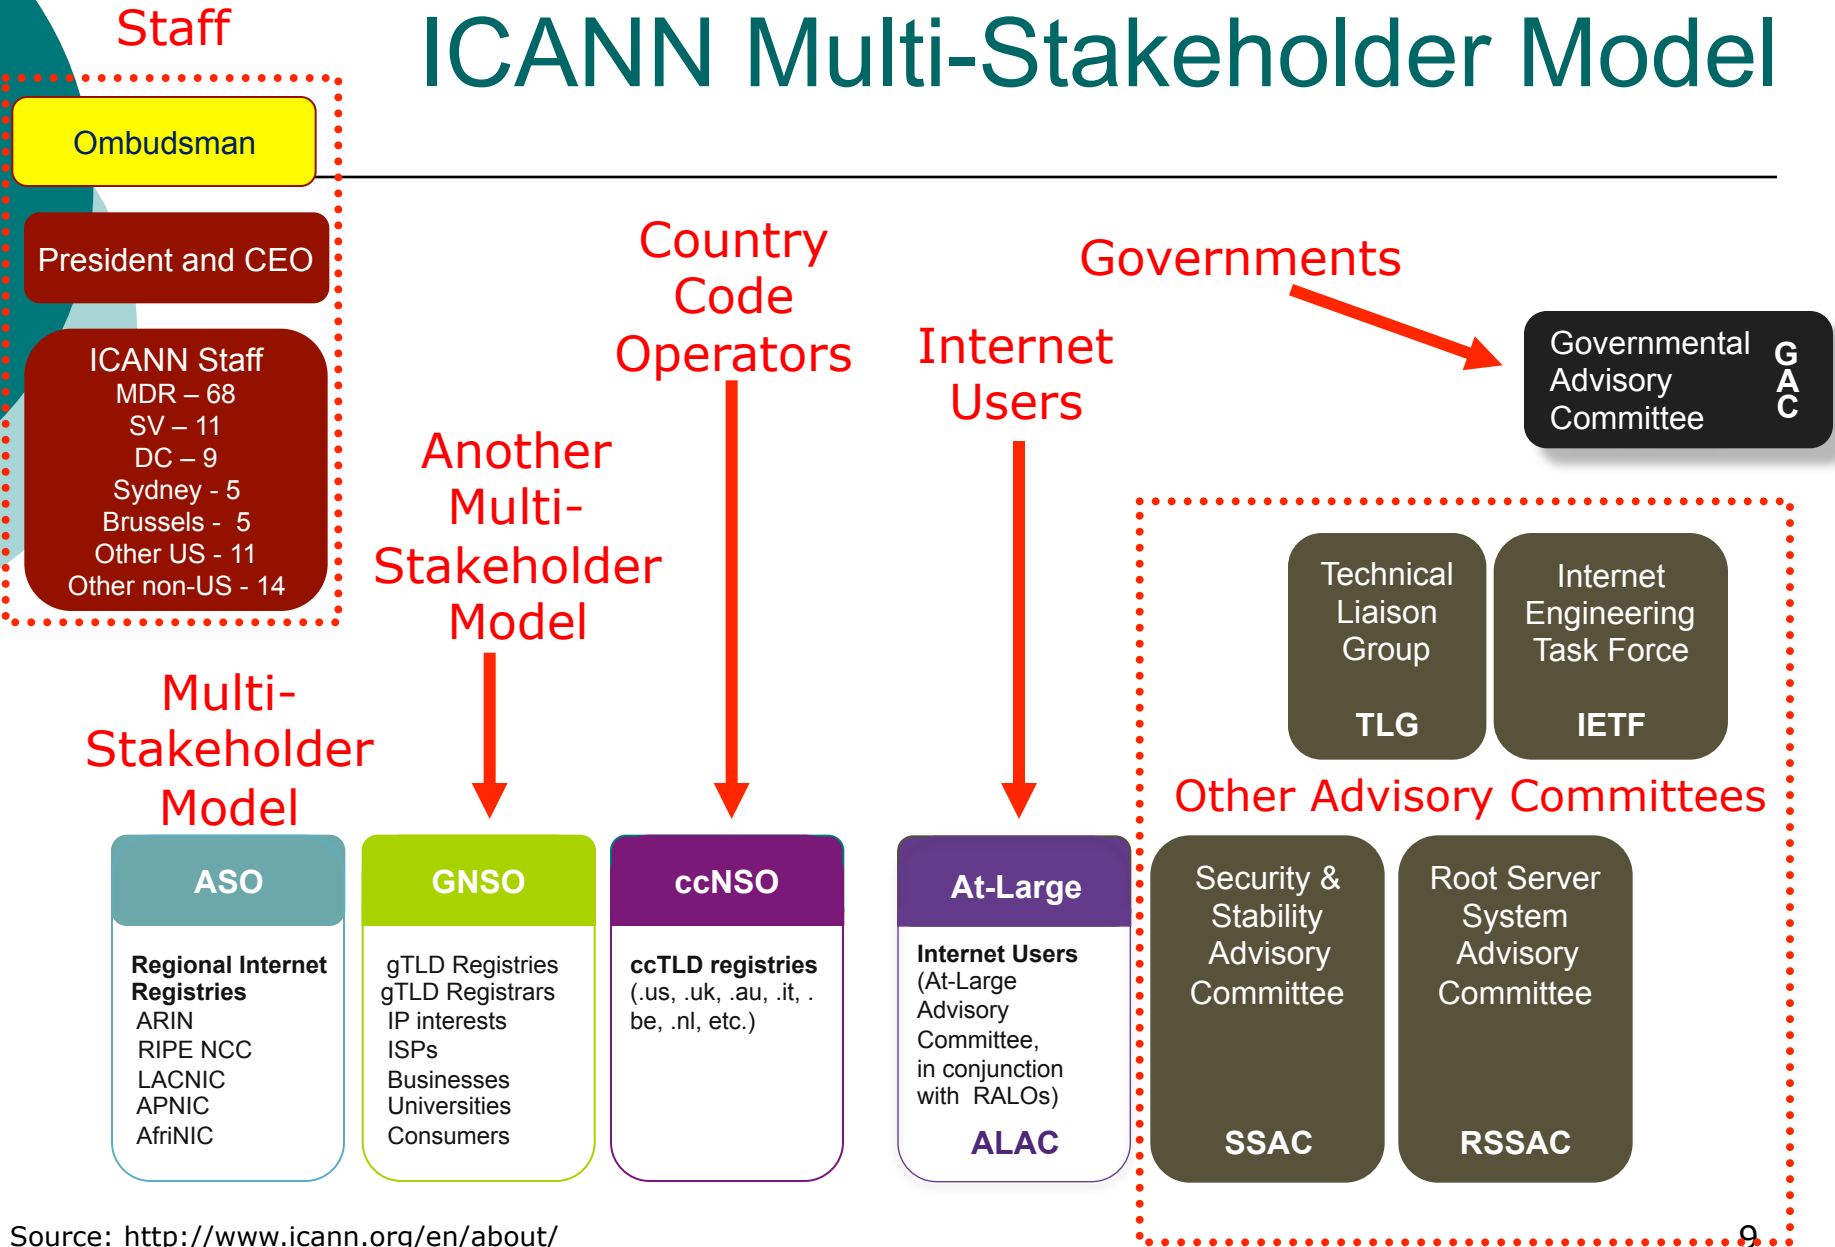 Staff
ICANN Multi-Stakeholder Model
Ombudsman
President and CEO
ICANN Staff
MDR – 68
SV – 11
DC – 9
Sydney - 5
Brussels -  5
Other US - 11
Other non-US - 14
Multi-
Stakeholder
Model
Another
Multi-
Stakeholder
Model
Country
Code
Operators
Internet
Users
Governments
Governmental
Advisory
Committee
GAC
Technical
Liaison
Group
TLG
Internet
Engineering
Task Force
IETF
Other Advisory Committees
ASO
Regional Internet
Registries
ARIN
RIPE NCC
LACNIC
APNIC
AfriNIC
GNSO
gTLD Registries
gTLD Registrars
IP interests
ISPs
Businesses
Universities
Consumers
ccNSO
ccTLD registries
(.us, .uk, .au, .it, .
be, .nl, etc.)
At-Large
Internet Users
(At-Large
Advisory
Committee,
in conjunction
with  RALOs)
ALAC
Security &
Stability
Advisory
Committee
SSAC
Root Server
System
Advisory
Committee
RSSAC
Source: http://www.icann.org/en/about/
9